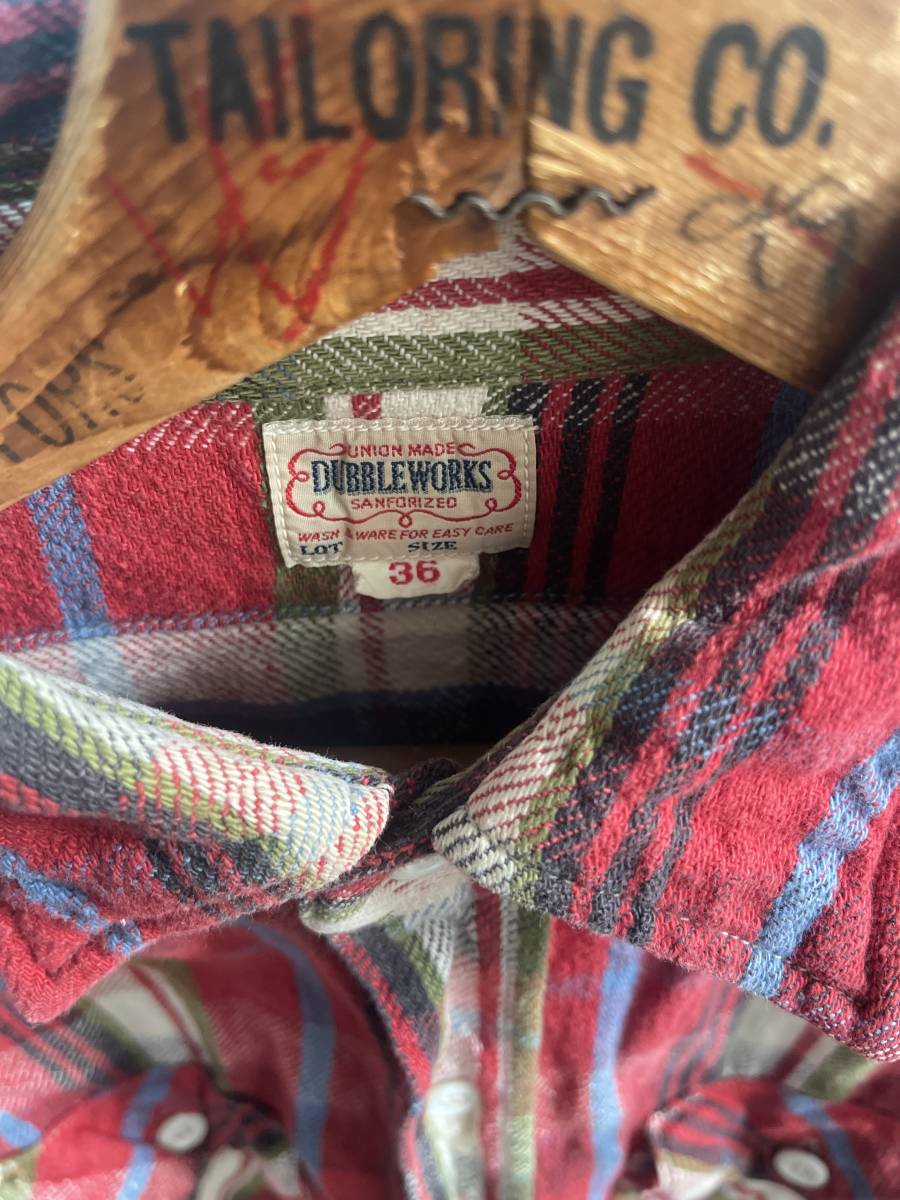 TAILORING CO.
UNION MADE
DUBBLEWORKS
SANFORIZED
WASH & WARE FOR EASY CARE
LOT SIZE
36